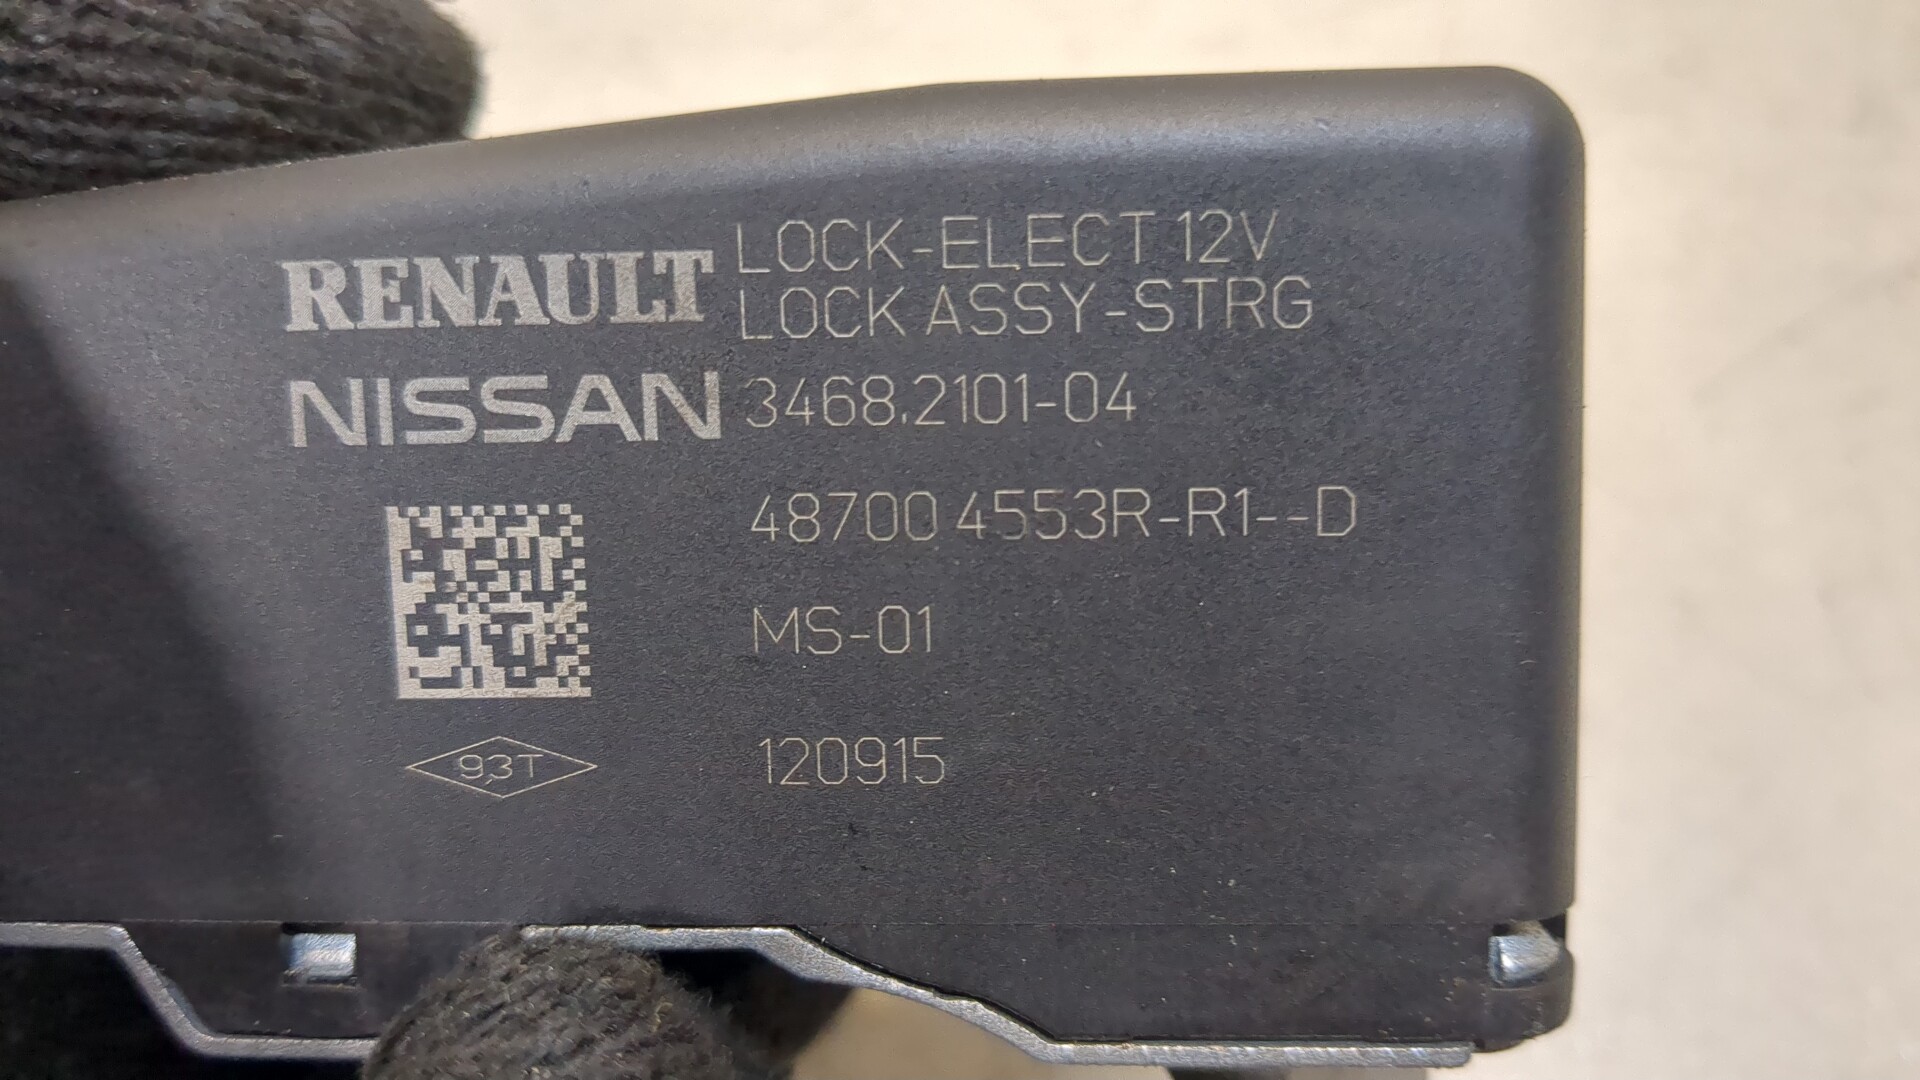 RENAULT LOCK-ELECT 12V
LOCK ASSY-STRG
NISSAN 3468.2101-04
48700 4553R-R1--D
MS-01
93T 120915